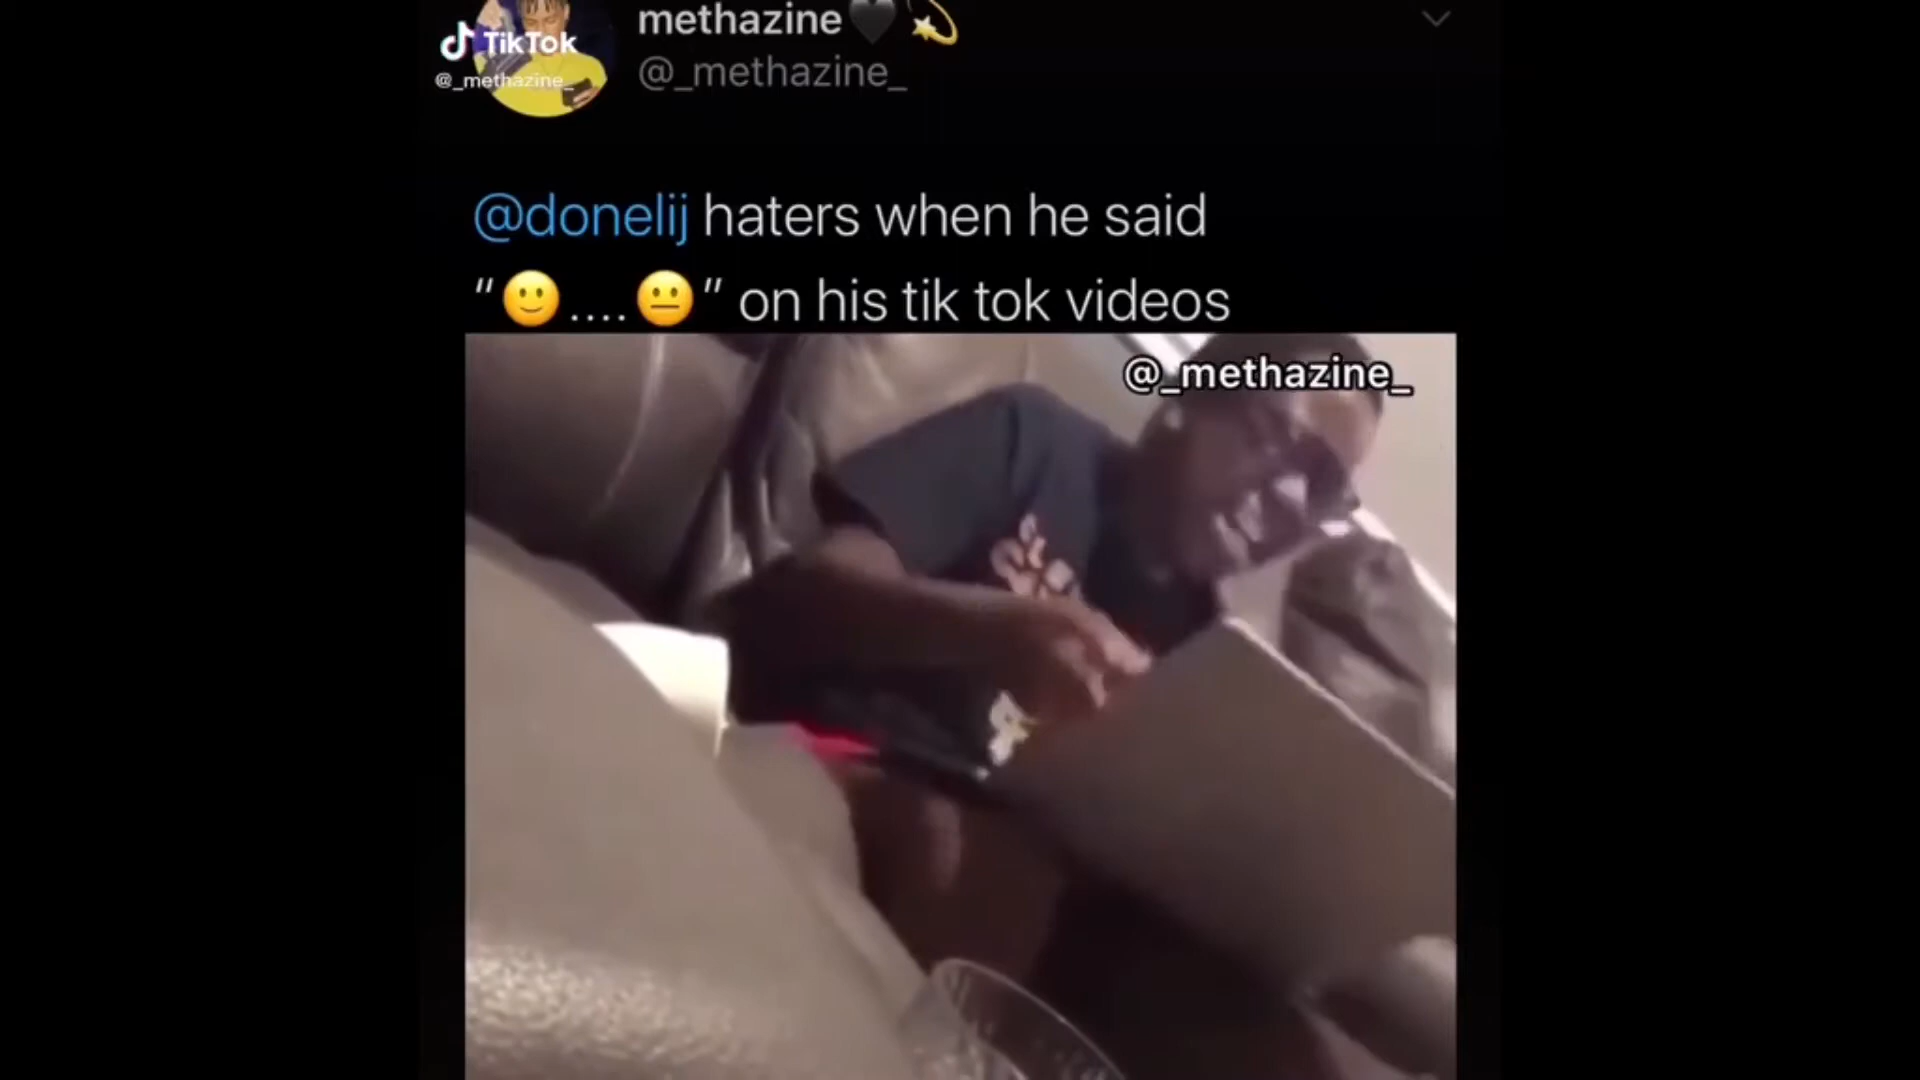 methazine🖤💫
TikTok
@_methazine_
@_methazine_
@donelij haters when he said
“🙂....😐” on his tik tok videos
@_methazine_